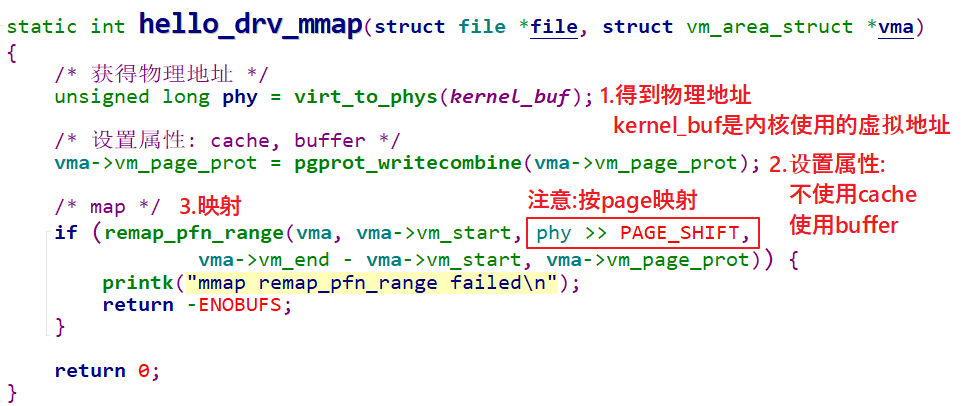 static int hello_drv_mmap(struct file *file, struct vm_area_struct *vma)
{
/* 获得物理地址 */
unsigned long phy = virt_to_phys(kernel_buf); 1.得到物理地址
kernel_buf是内核使用的虚拟地址
/* 设置属性: cache, buffer */
vma->vm_page_prot = pgprot_writecombine(vma->vm_page_prot); 2.设置属性:
不使用cache
使用buffer
/* map */ 3.映射 注意:按page映射
if (remap_pfn_range(vma, vma->vm_start, phy >> PAGE_SHIFT,
vma->vm_end - vma->vm_start, vma->vm_page_prot)) {
printk("mmap remap_pfn_range failed\n");
return -ENOBUFS;
}
return 0;
}